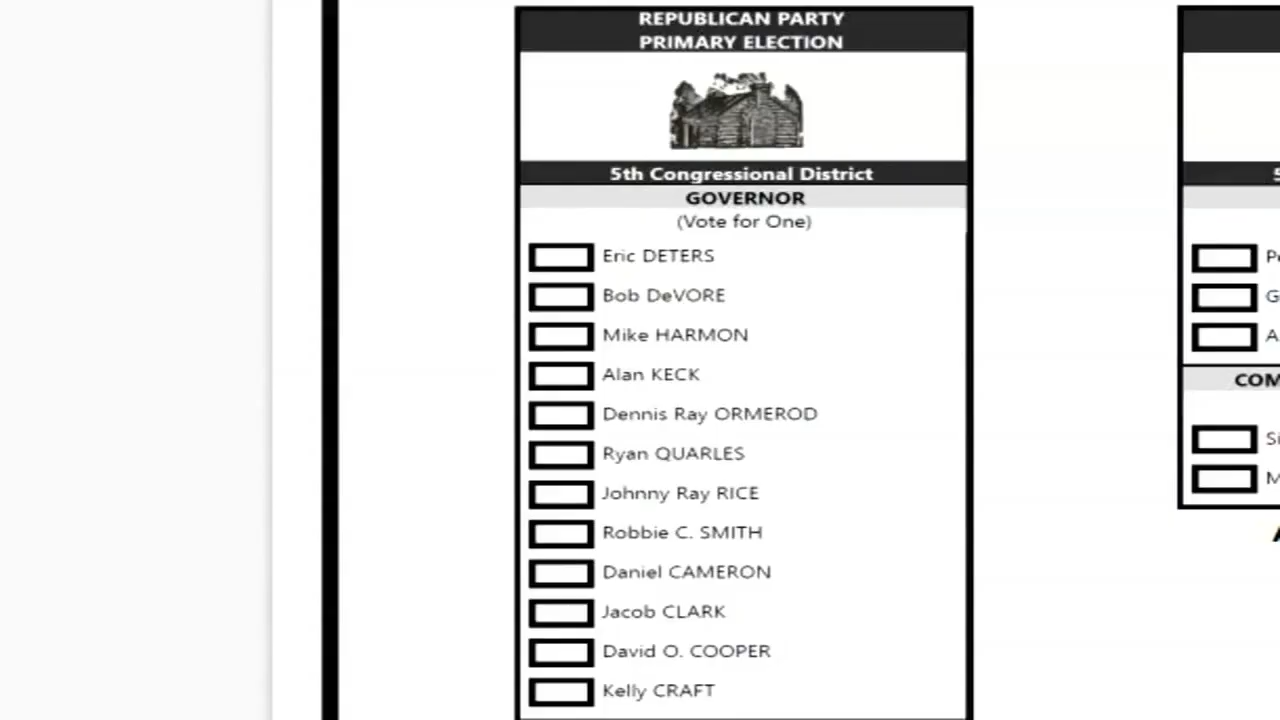 REPUBLICAN PARTY
PRIMARY ELECTION
5th Congressional District
GOVERNOR
(Vote for One)
Eric DETERS
Bob DeVORE
Mike HARMON
Alan KECK
Dennis Ray ORMEROD
Ryan QUARLES
Johnny Ray RICE
Robbie C. SMITH
Daniel CAMERON
Jacob CLARK
David O. COOPER
Kelly CRAFT